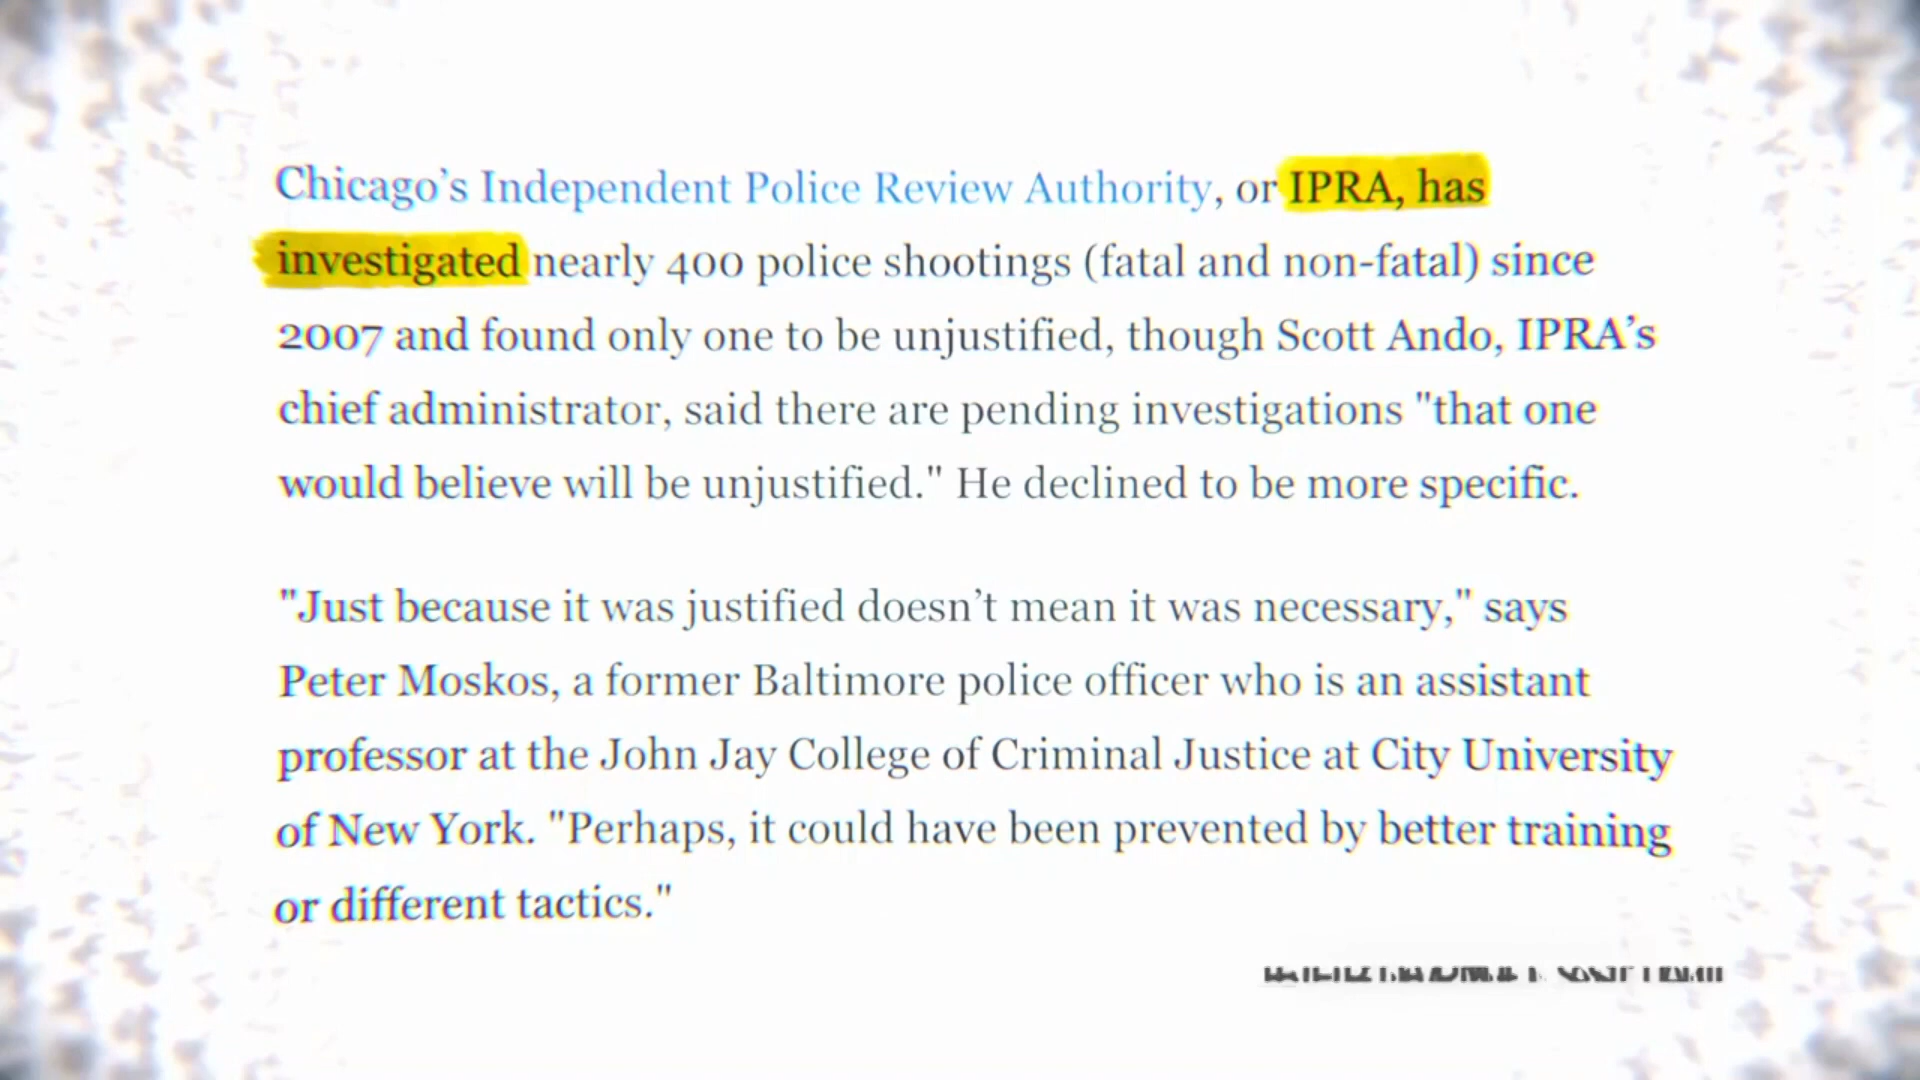 Chicago’s Independent Police Review Authority, or IPRA, has
investigated nearly 400 police shootings (fatal and non-fatal) since
2007 and found only one to be unjustified, though Scott Ando, IPRA’s
chief administrator, said there are pending investigations "that one
would believe will be unjustified." He declined to be more specific.
"Just because it was justified doesn’t mean it was necessary," says
Peter Moskos, a former Baltimore police officer who is an assistant
professor at the John Jay College of Criminal Justice at City University
of New York. "Perhaps, it could have been prevented by better training
or different tactics."